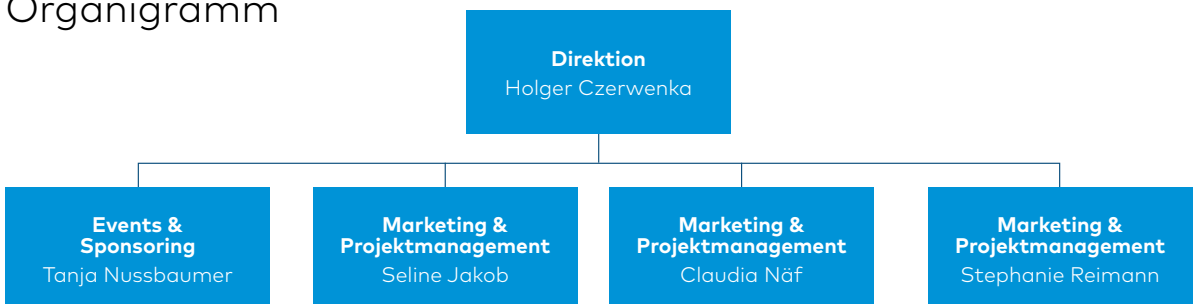 Organigramm
Direktion
Holger Czerwenka
Events &
Sponsoring
Tanja Nussbaumer
Marketing &
Projektmanagement
Seline Jakob
Marketing &
Projektmanagement
Claudia Näf
Marketing &
Projektmanagement
Stephanie Reimann